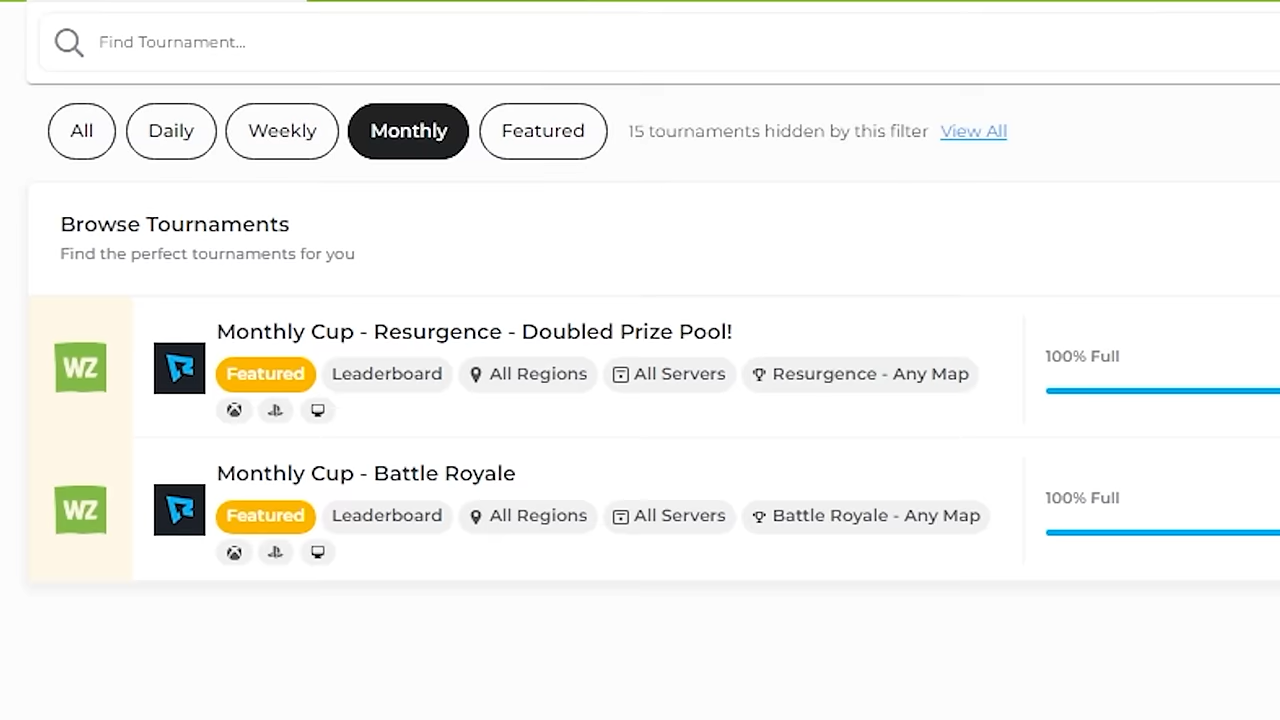 Find Tournament...
All Daily Weekly Monthly Featured 15 tournaments hidden by this filter View All
Browse Tournaments
Find the perfect tournaments for you
Monthly Cup - Resurgence - Doubled Prize Pool!
WZ Featured Leaderboard All Regions All Servers Resurgence - Any Map 100% Full
Monthly Cup - Battle Royale
WZ Featured Leaderboard All Regions All Servers Battle Royale - Any Map 100% Full